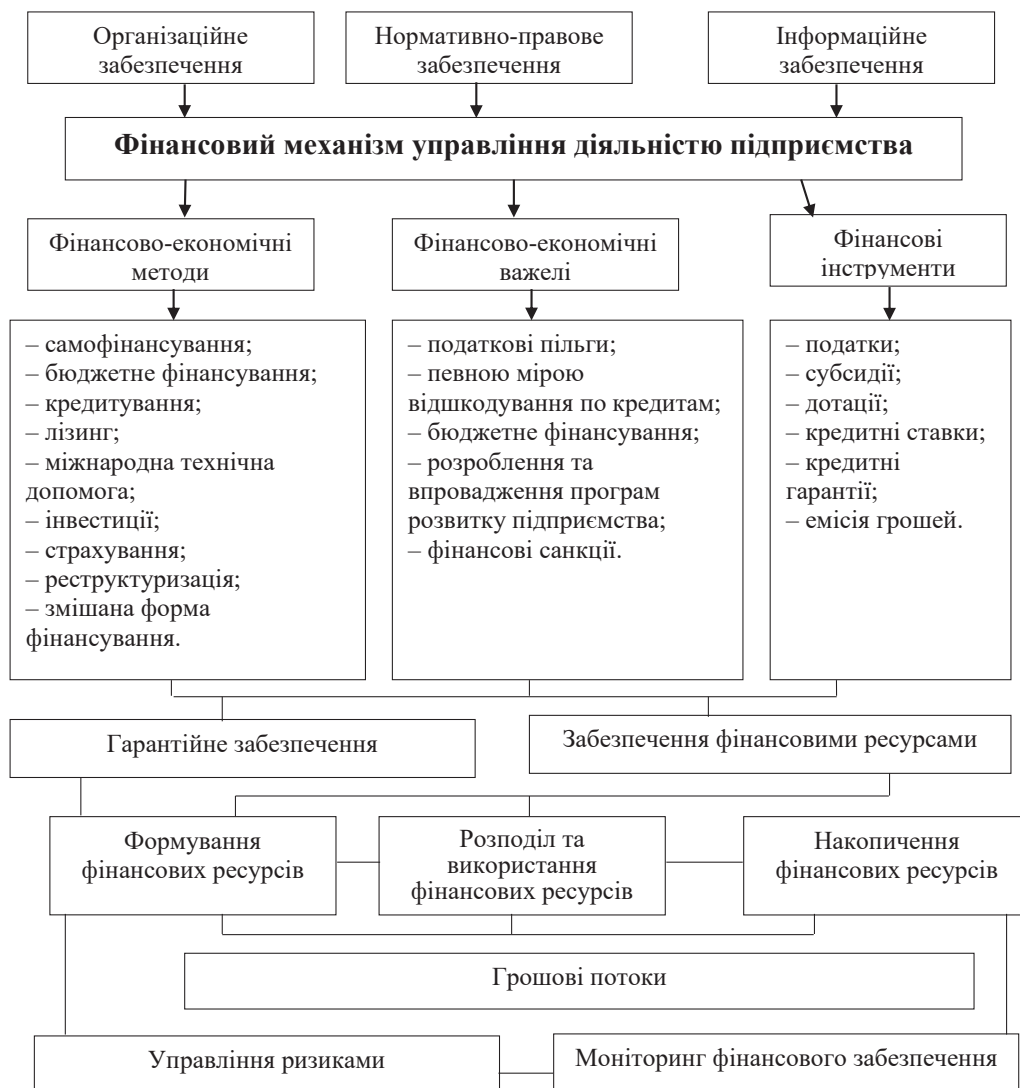 Організаційне
забезпечення
Нормативно-правове
забезпечення
Інформаційне
забезпечення
Фінансовий механізм управління діяльністю підприємства
Фінансово-економічні
методи
Фінансово-економічні
важелі
Фінансові
інструменти
– самофінансування;
– бюджетне фінансування;
– кредитування;
– лізинг;
– міжнародна технічна
допомога;
– інвестиції;
– страхування;
– реструктуризація;
– змішана форма
фінансування.
– податкові пільги;
– певною мірою
відшкодування по кредитам;
– бюджетне фінансування;
– розроблення та
впровадження програм
розвитку підприємства;
– фінансові санкції.
– податки;
– субсидії;
– дотації;
– кредитні ставки;
– кредитні
гарантії;
– емісія грошей.
Гарантійне забезпечення
Забезпечення фінансовими ресурсами
Формування
фінансових ресурсів
Розподіл та
використання
фінансових ресурсів
Накопичення
фінансових ресурсів
Грошові потоки
Управління ризиками
Моніторинг фінансового забезпечення